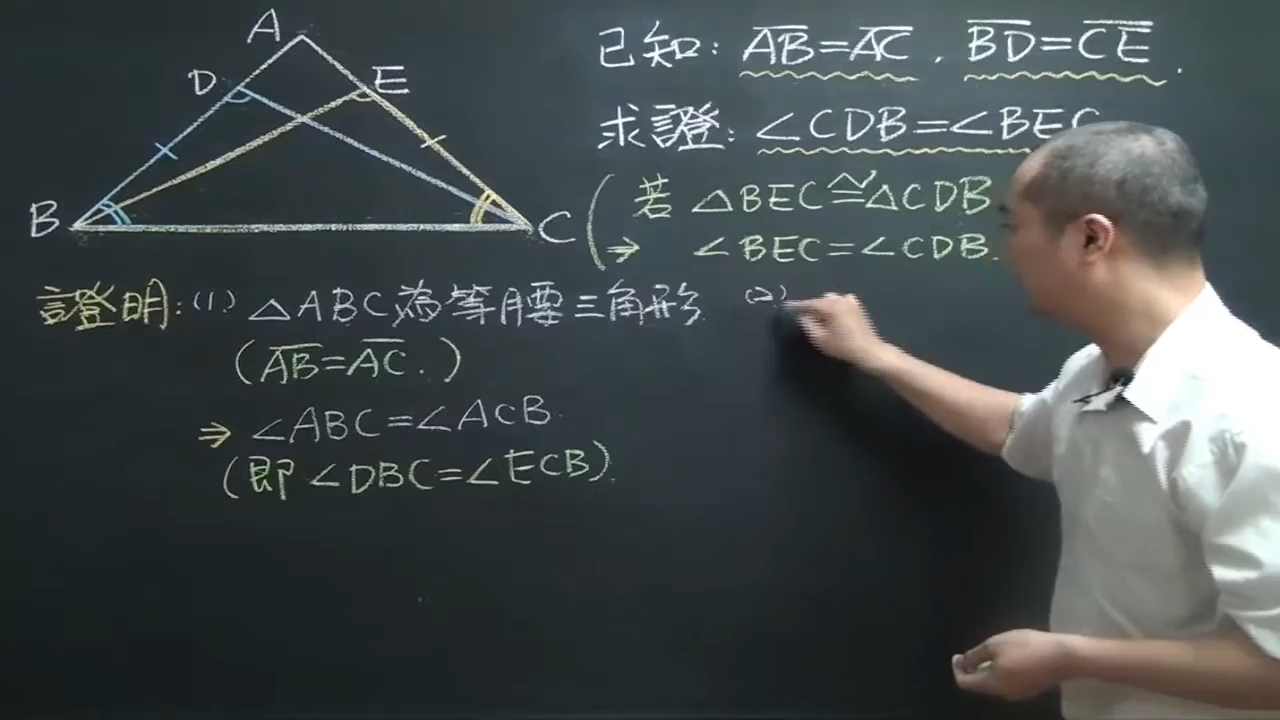 A
D
E
B
C
已知: AB=AC, BD=CE.
求證: ∠CDB=∠BEC
(若 △BEC≅△CDB
⇒ ∠BEC=∠CDB.
證明:(1) △ABC為等腰三角形.
(AB=AC.)
⇒ ∠ABC=∠ACB.
(即 ∠DBC=∠ECB).
(2)